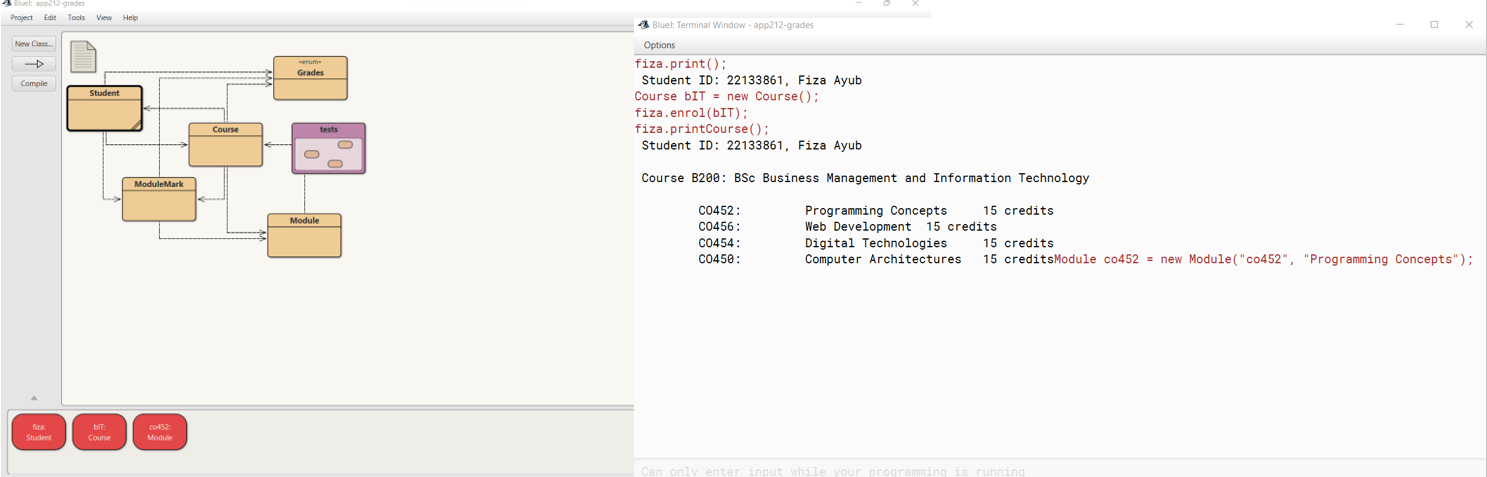 BlueJ: app212-grades
Project Edit Tools View Help
New Class...
Compile
«enum»
Grades
Student
Course
tests
ModuleMark
Module
fiza:
Student
bIT:
Course
co452:
Module
BlueJ: Terminal Window - app212-grades
Options
fiza.print();
Student ID: 22133861, Fiza Ayub
Course bIT = new Course();
fiza.enrol(bIT);
fiza.printCourse();
Student ID: 22133861, Fiza Ayub
Course B200: BSc Business Management and Information Technology
CO452: Programming Concepts 15 credits
CO456: Web Development 15 credits
CO454: Digital Technologies 15 credits
CO450: Computer Architectures 15 creditsModule co452 = new Module("co452", "Programming Concepts");
Can only enter input while your programming is running